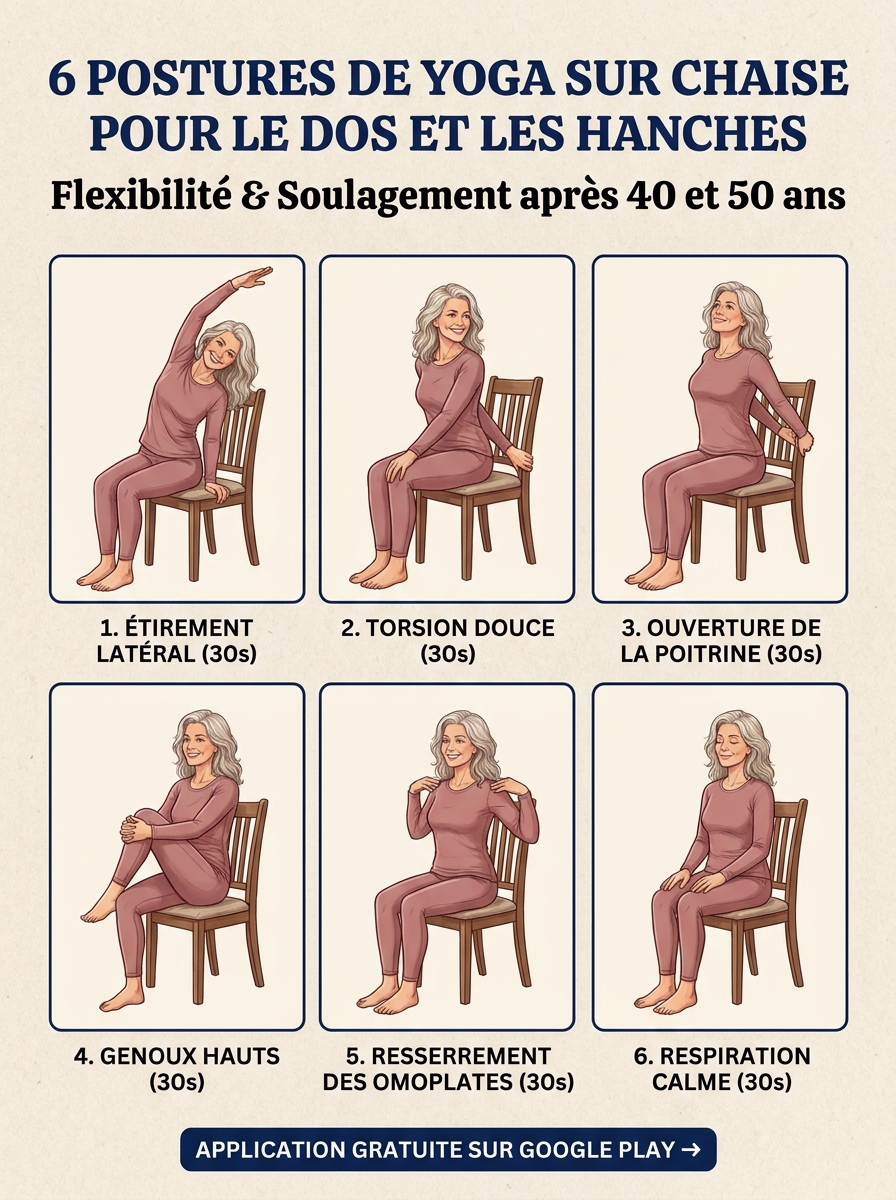 6 POSTURES DE YOGA SUR CHAISE
POUR LE DOS ET LES HANCHES
Flexibilité & Soulagement après 40 et 50 ans
1. ÉTIREMENT
LATÉRAL (30s)
2. TORSION DOUCE
(30s)
3. OUVERTURE DE
LA POITRINE (30s)
4. GENOUX HAUTS
(30s)
5. RESSERREMENT
DES OMOPLATES (30s)
6. RESPIRATION
CALME (30s)
APPLICATION GRATUITE SUR GOOGLE PLAY →